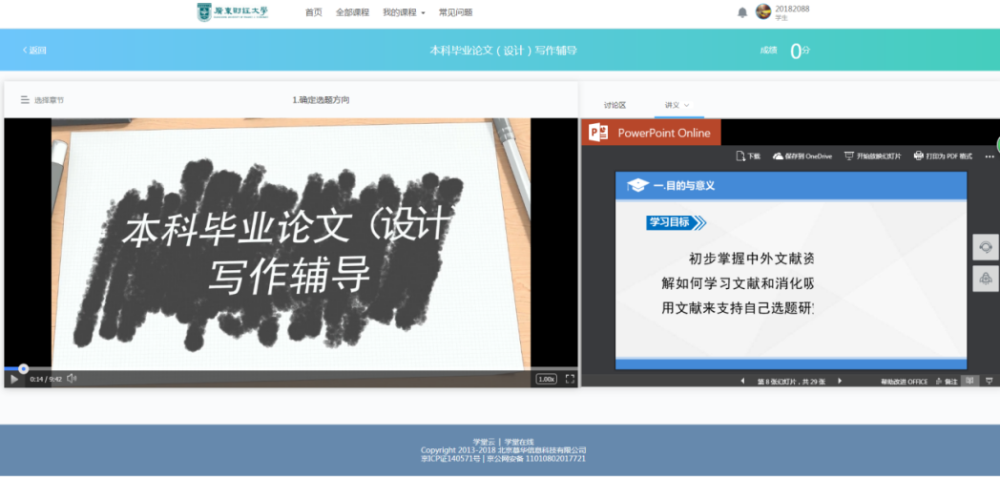 廣東财经大学
首页 全部课程 我的课程 常见问题
20182088
学生
返回
本科毕业论文（设计）写作辅导
成绩 0分
选择章节
1.确定选题方向
讨论区 讲义
本科毕业论文（设计
写作辅导
0:14 / 9:42
1.00x
PowerPoint Online
下载 保存到 OneDrive 开始放映幻灯片 打印为 PDF 格式
一.目的与意义
学习目标
初步掌握中外文献资
解如何学习文献和消化吸
用文献来支持自己选题研
第 8 张幻灯片，共 29 张 帮助改进 OFFICE 备注
学堂云 | 学堂在线
Copyright 2013-2018 北京慕华信息科技有限公司
京ICP证140571号 | 京公网安备 11010802017721